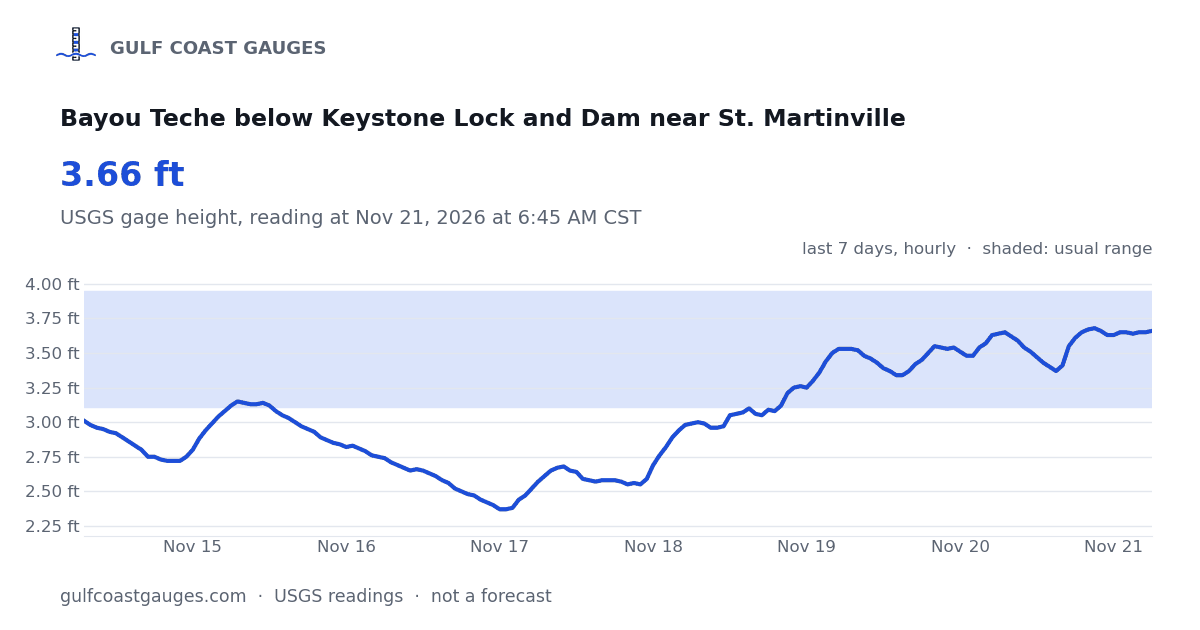 GULF COAST GAUGES
Bayou Teche below Keystone Lock and Dam near St. Martinville
3.66 ft
USGS gage height, reading at Nov 21, 2026 at 6:45 AM CST
last 7 days, hourly · shaded: usual range
4.00 ft
3.75 ft
3.50 ft
3.25 ft
3.00 ft
2.75 ft
2.50 ft
2.25 ft
Nov 15 Nov 16 Nov 17 Nov 18 Nov 19 Nov 20 Nov 21
gulfcoastgauges.com · USGS readings · not a forecast